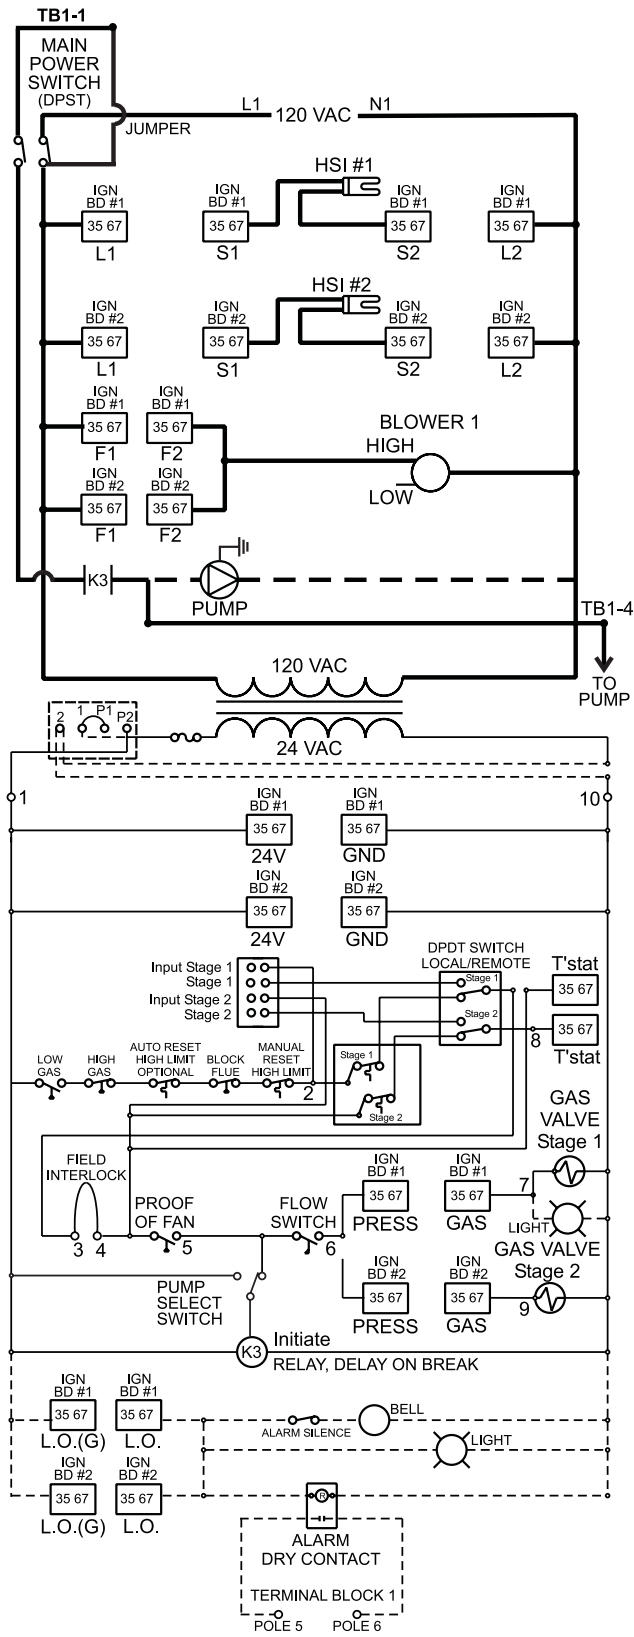 TB1-1
MAIN
POWER
SWITCH
(DPST)
L1 120 VAC N1
JUMPER
HSI #1
IGN
BD #1
35 67
L1
IGN
BD #1
35 67
S1
IGN
BD #1
35 67
S2
IGN
BD #1
35 67
L2
HSI #2
IGN
BD #2
35 67
L1
IGN
BD #2
35 67
S1
IGN
BD #2
35 67
S2
IGN
BD #2
35 67
L2
IGN
BD #1
35 67
F1
IGN
BD #1
35 67
F2
BLOWER 1
HIGH
LOW
IGN
BD #2
35 67
F1
IGN
BD #2
35 67
F2
K3
PUMP
TB1-4
TO
PUMP
120 VAC
2 1 P1 P2
24 VAC
1
10
IGN
BD #1
35 67
24V
IGN
BD #1
35 67
GND
IGN
BD #2
35 67
24V
IGN
BD #2
35 67
GND
Input Stage 1
Stage 1
Input Stage 2
Stage 2
DPDT SWITCH
LOCAL/REMOTE
Stage 1
Stage 2
T'stat
35 67
35 67
T'stat
8
LOW
GAS
HIGH
GAS
AUTO RESET
HIGH LIMIT
OPTIONAL
BLOCK
FLUE
MANUAL
RESET
HIGH LIMIT
2
Stage 1
Stage 2
GAS
VALVE
Stage 1
FIELD
INTERLOCK
3 4
PROOF
OF FAN
5
FLOW
SWITCH
6
IGN
BD #1
35 67
PRESS
IGN
BD #1
35 67
GAS
7
LIGHT
GAS VALVE
Stage 2
IGN
BD #2
35 67
PRESS
IGN
BD #2
35 67
GAS
9
PUMP
SELECT
SWITCH
K3
Initiate
RELAY, DELAY ON BREAK
IGN
BD #1
35 67
L.O.(G)
IGN
BD #1
35 67
L.O.
ALARM SILENCE
BELL
LIGHT
IGN
BD #2
35 67
L.O.(G)
IGN
BD #2
35 67
L.O.
R
ALARM
DRY CONTACT
TERMINAL BLOCK 1
POLE 5
POLE 6